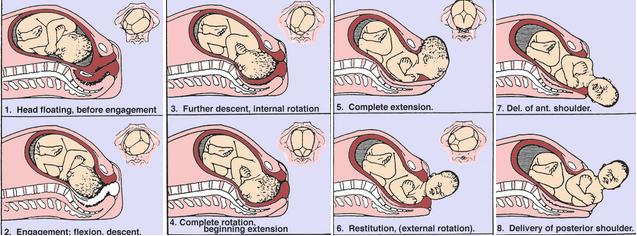 1. Head floating, before engagement
2. Engagement; flexion, descent.
3. Further descent, internal rotation
4. Complete rotation,
beginning extension
5. Complete extension.
6. Restitution, (external rotation).
7. Del. of ant. shoulder.
8. Delivery of posterior shoulder.